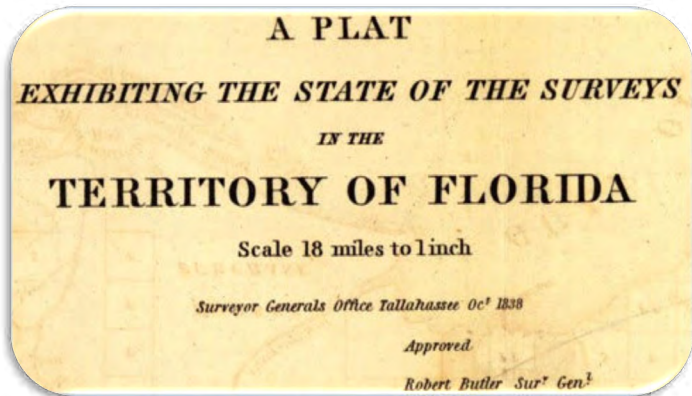 A PLAT
EXHIBITING THE STATE OF THE SURVEYS
IN THE
TERRITORY OF FLORIDA
Scale 18 miles to 1 inch
Surveyor Generals Office Tallahassee Oct 1838
Approved
Robert Butler Surr Genl